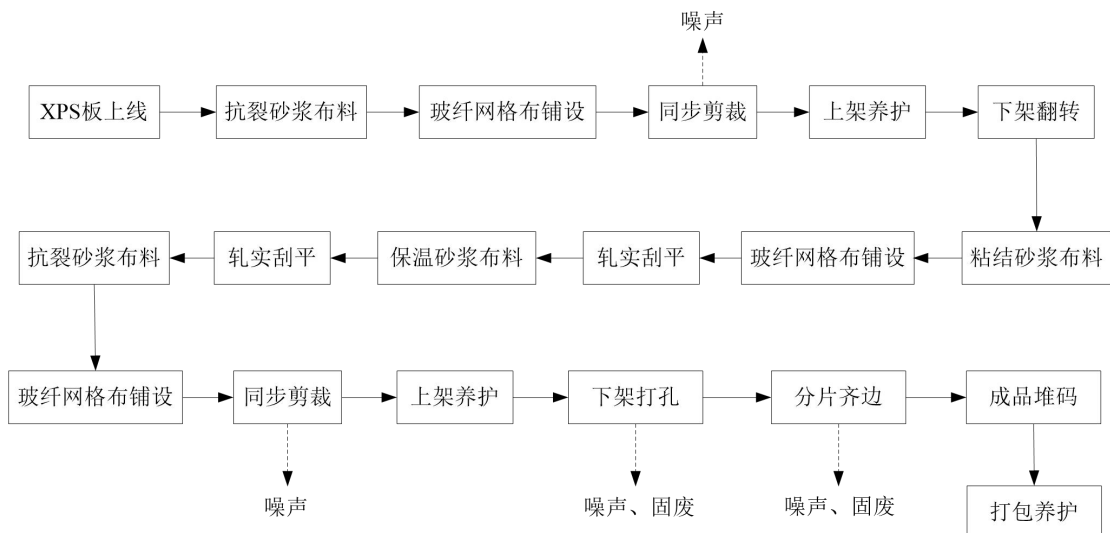 噪声
XPS板上线
抗裂砂浆布料
玻纤网格布铺设
同步剪裁
上架养护
下架翻转
抗裂砂浆布料
轧实刮平
保温砂浆布料
轧实刮平
玻纤网格布铺设
粘结砂浆布料
玻纤网格布铺设
同步剪裁
上架养护
下架打孔
分片齐边
成品堆码
噪声
噪声、固废
噪声、固废
打包养护